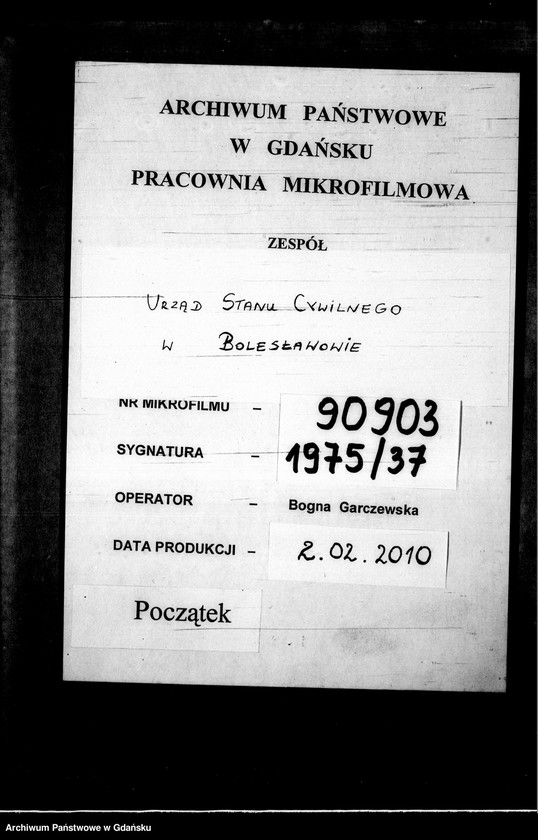 ARCHIWUM PAŃSTWOWE
W GDAŃSKU
PRACOWNIA MIKROFILMOWA
ZESPÓŁ
URZĄD STANU CYWILNEGO
W BOLESŁAWOWIE
NR MIKROFILMU – 90903
SYGNATURA – 1975/37
OPERATOR – Bogna Garczewska
DATA PRODUKCJI – 2.02.2010
Początek
Archiwum Państwowe w Gdańsku